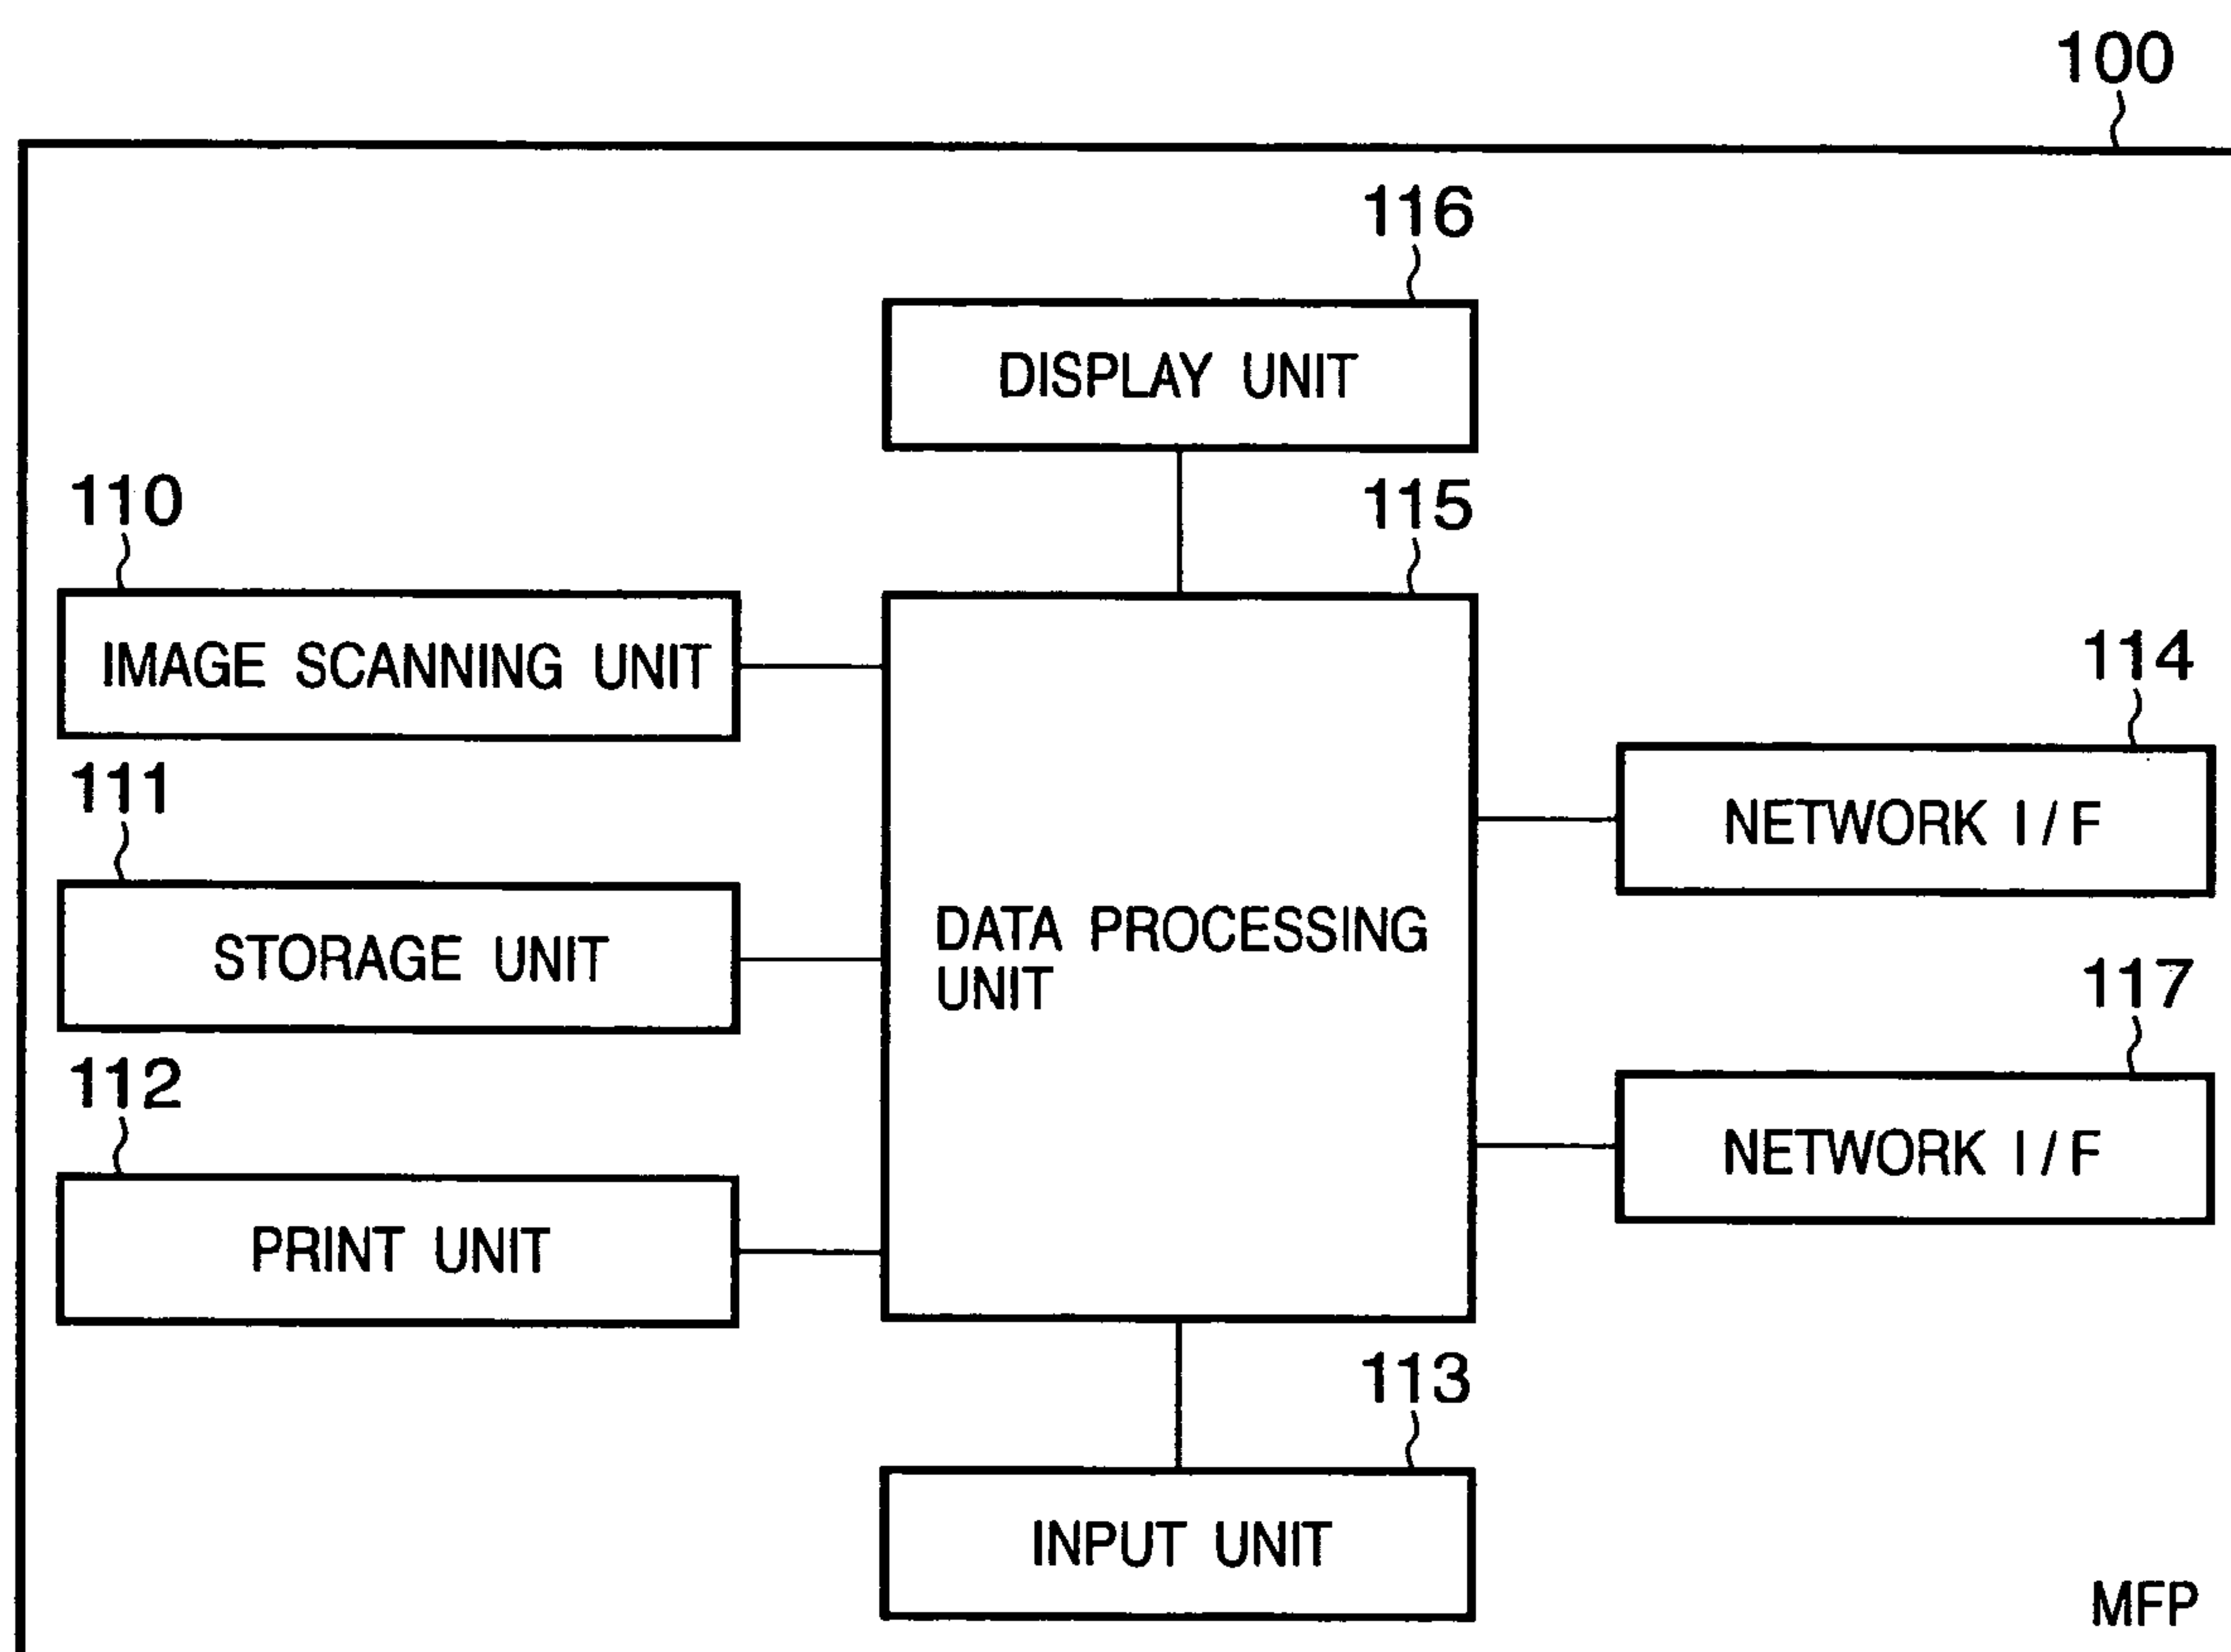 100
116
DISPLAY UNIT
110
115
IMAGE SCANNING UNIT
114
111
NETWORK I/F
STORAGE UNIT
DATA PROCESSING
UNIT
117
112
NETWORK I/F
PRINT UNIT
113
INPUT UNIT
MFP